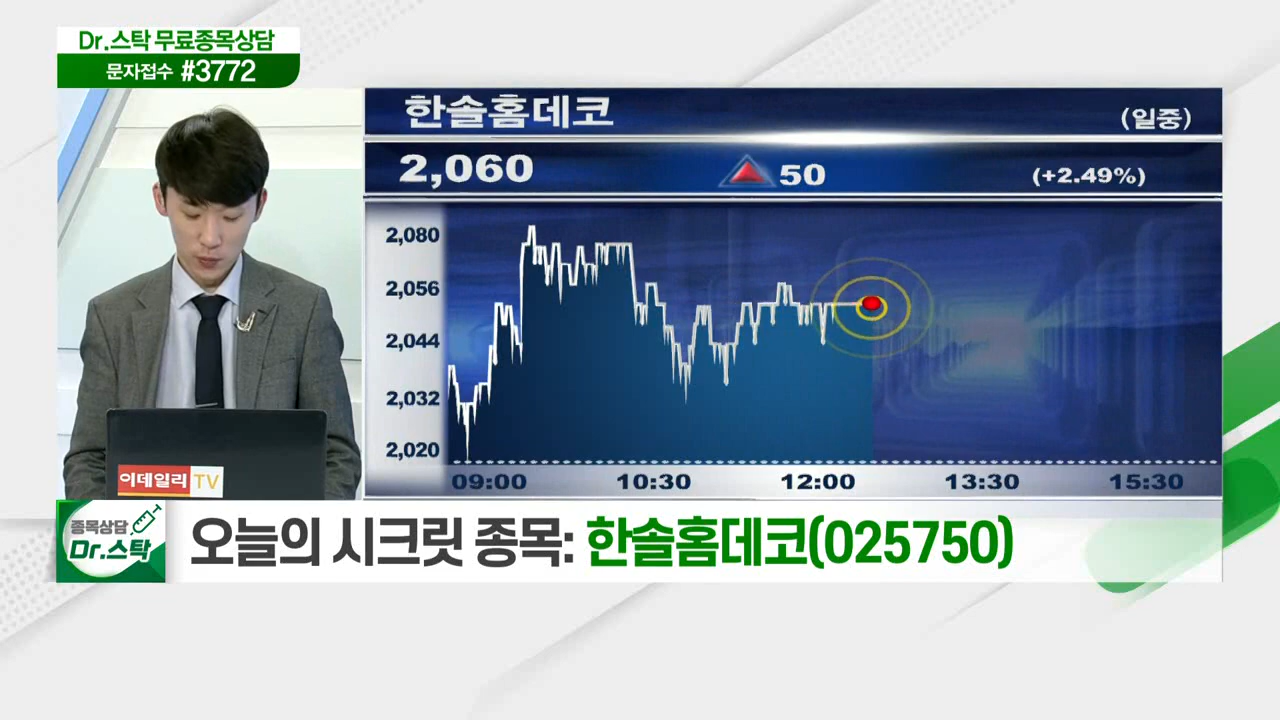 Dr.스탁 무료종목상담
문자접수 #3772
한솔홈데코
(일중)
2,060 50 (+2.49%)
2,080
2,056
2,044
2,032
2,020
09:00 10:30 12:00 13:30 15:30
이데일리 TV
종목상담
Dr.스탁
오늘의 시크릿 종목: 한솔홈데코(025750)